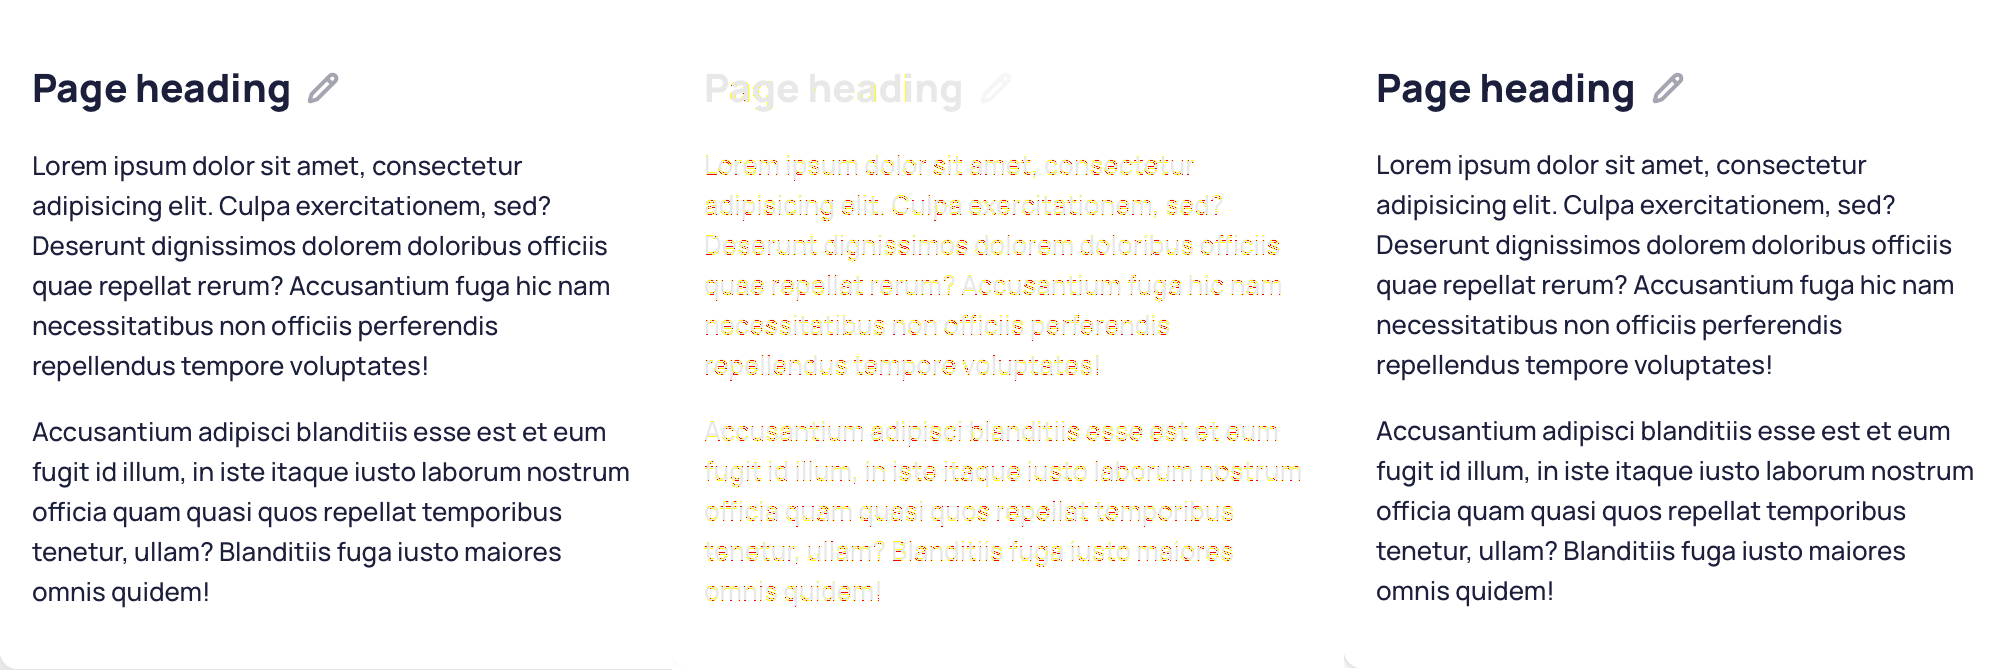 Page heading
Lorem ipsum dolor sit amet, consectetur
adipisicing elit. Culpa exercitationem, sed?
Deserunt dignissimos dolorem doloribus officiis
quae repellat rerum? Accusantium fuga hic nam
necessitatibus non officiis perferendis
repellendus tempore voluptates!
Accusantium adipisci blanditiis esse est et eum
fugit id illum, in iste itaque iusto laborum nostrum
officia quam quasi quos repellat temporibus
tenetur, ullam? Blanditiis fuga iusto maiores
omnis quidem!
Page heading
Lorem ipsum dolor sit amet, consectetur
adipisicing elit. Culpa exercitationem, sed?
Deserunt dignissimos dolorem doloribus officiis
quae repellat rerum? Accusantium fuga hic nam
necessitatibus non officiis perferendis
repellendus tempore voluptates!
Accusantium adipisci blanditiis esse est et eum
fugit id illum, in iste itaque iusto laborum nostrum
officia quam quasi quos repellat temporibus
tenetur, ullam? Blanditiis fuga iusto maiores
omnis quidem!
Page heading
Lorem ipsum dolor sit amet, consectetur
adipisicing elit. Culpa exercitationem, sed?
Deserunt dignissimos dolorem doloribus officiis
quae repellat rerum? Accusantium fuga hic nam
necessitatibus non officiis perferendis
repellendus tempore voluptates!
Accusantium adipisci blanditiis esse est et eum
fugit id illum, in iste itaque iusto laborum nostrum
officia quam quasi quos repellat temporibus
tenetur, ullam? Blanditiis fuga iusto maiores
omnis quidem!